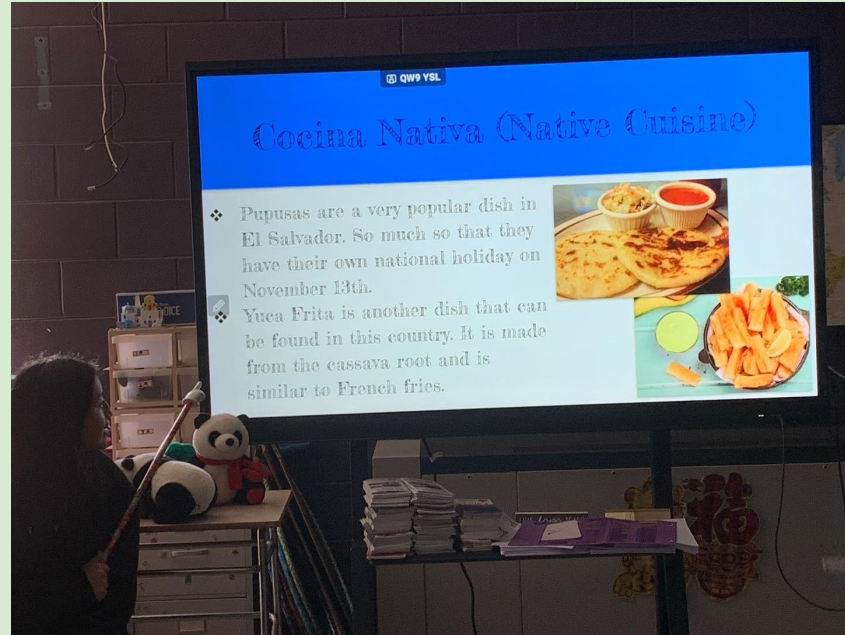 QW9 YSL
Cocina Nativa (Native Cuisine)
❖ Pupusas are a very popular dish in
El Salvador. So much so that they
have their own national holiday on
November 13th.
❖ Yuca Frita is another dish that can
be found in this country. It is made
from the cassava root and is
similar to French fries.
福